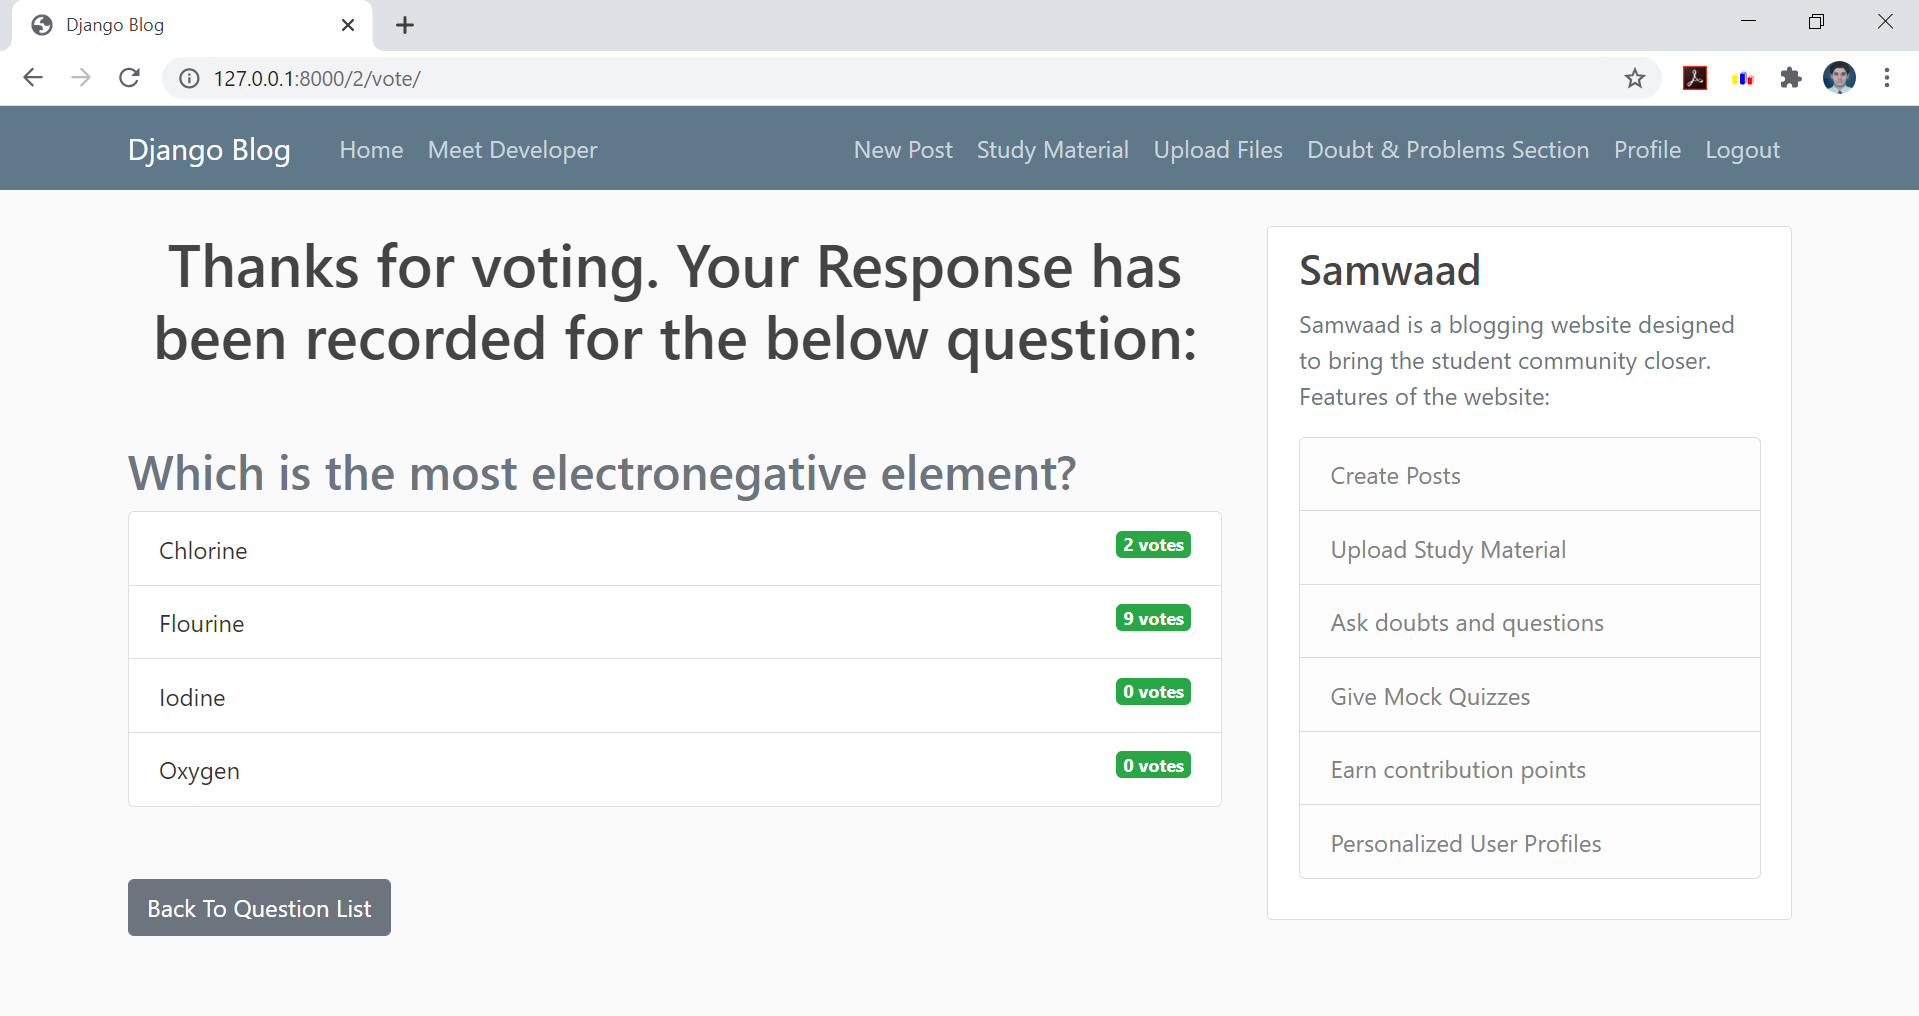 Django Blog
127.0.0.1:8000/2/vote/
Django Blog Home Meet Developer New Post Study Material Upload Files Doubt & Problems Section Profile Logout
Thanks for voting. Your Response has
been recorded for the below question:
Which is the most electronegative element?
Chlorine 2 votes
Flourine 9 votes
Iodine 0 votes
Oxygen 0 votes
Back To Question List
Samwaad
Samwaad is a blogging website designed
to bring the student community closer.
Features of the website:
Create Posts
Upload Study Material
Ask doubts and questions
Give Mock Quizzes
Earn contribution points
Personalized User Profiles